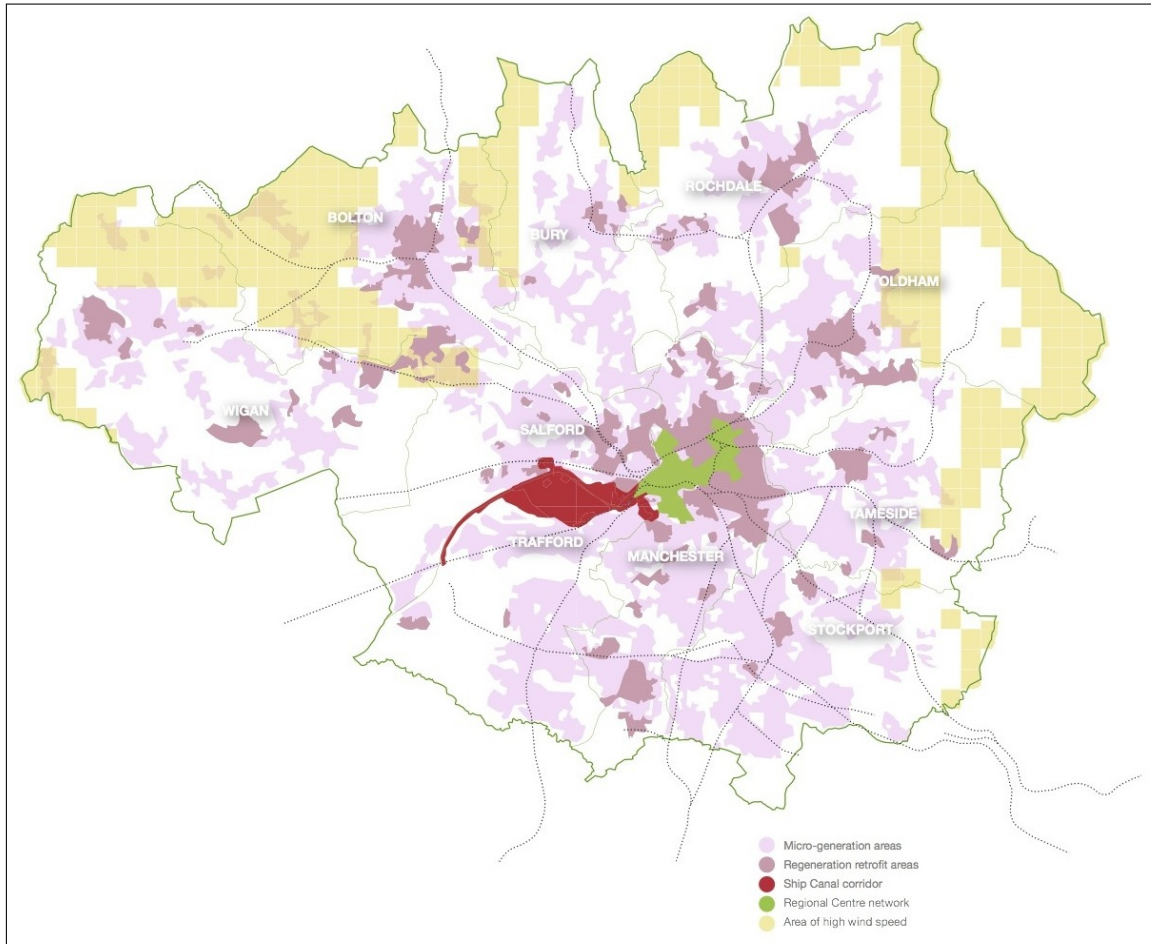 ROCHDALE
BOLTON
BURY
OLDHAM
WIGAN
SALFORD
TAMESIDE
TRAFFORD
MANCHESTER
STOCKPORT
Micro-generation areas
Regeneration retrofit areas
Ship Canal corridor
Regional Centre network
Area of high wind speed